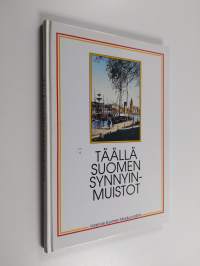 TÄÄLLÄ
SUOMEN
SYNNYIN-
MUISTOT